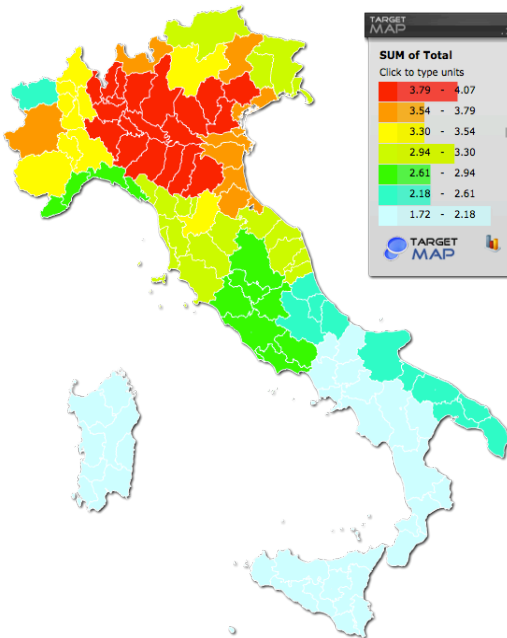 TARGET
MAP
SUM of Total
Click to type units
3.79 - 4.07
3.54 - 3.79
3.30 - 3.54
2.94 - 3.30
2.61 - 2.94
2.18 - 2.61
1.72 - 2.18
TARGET
MAP